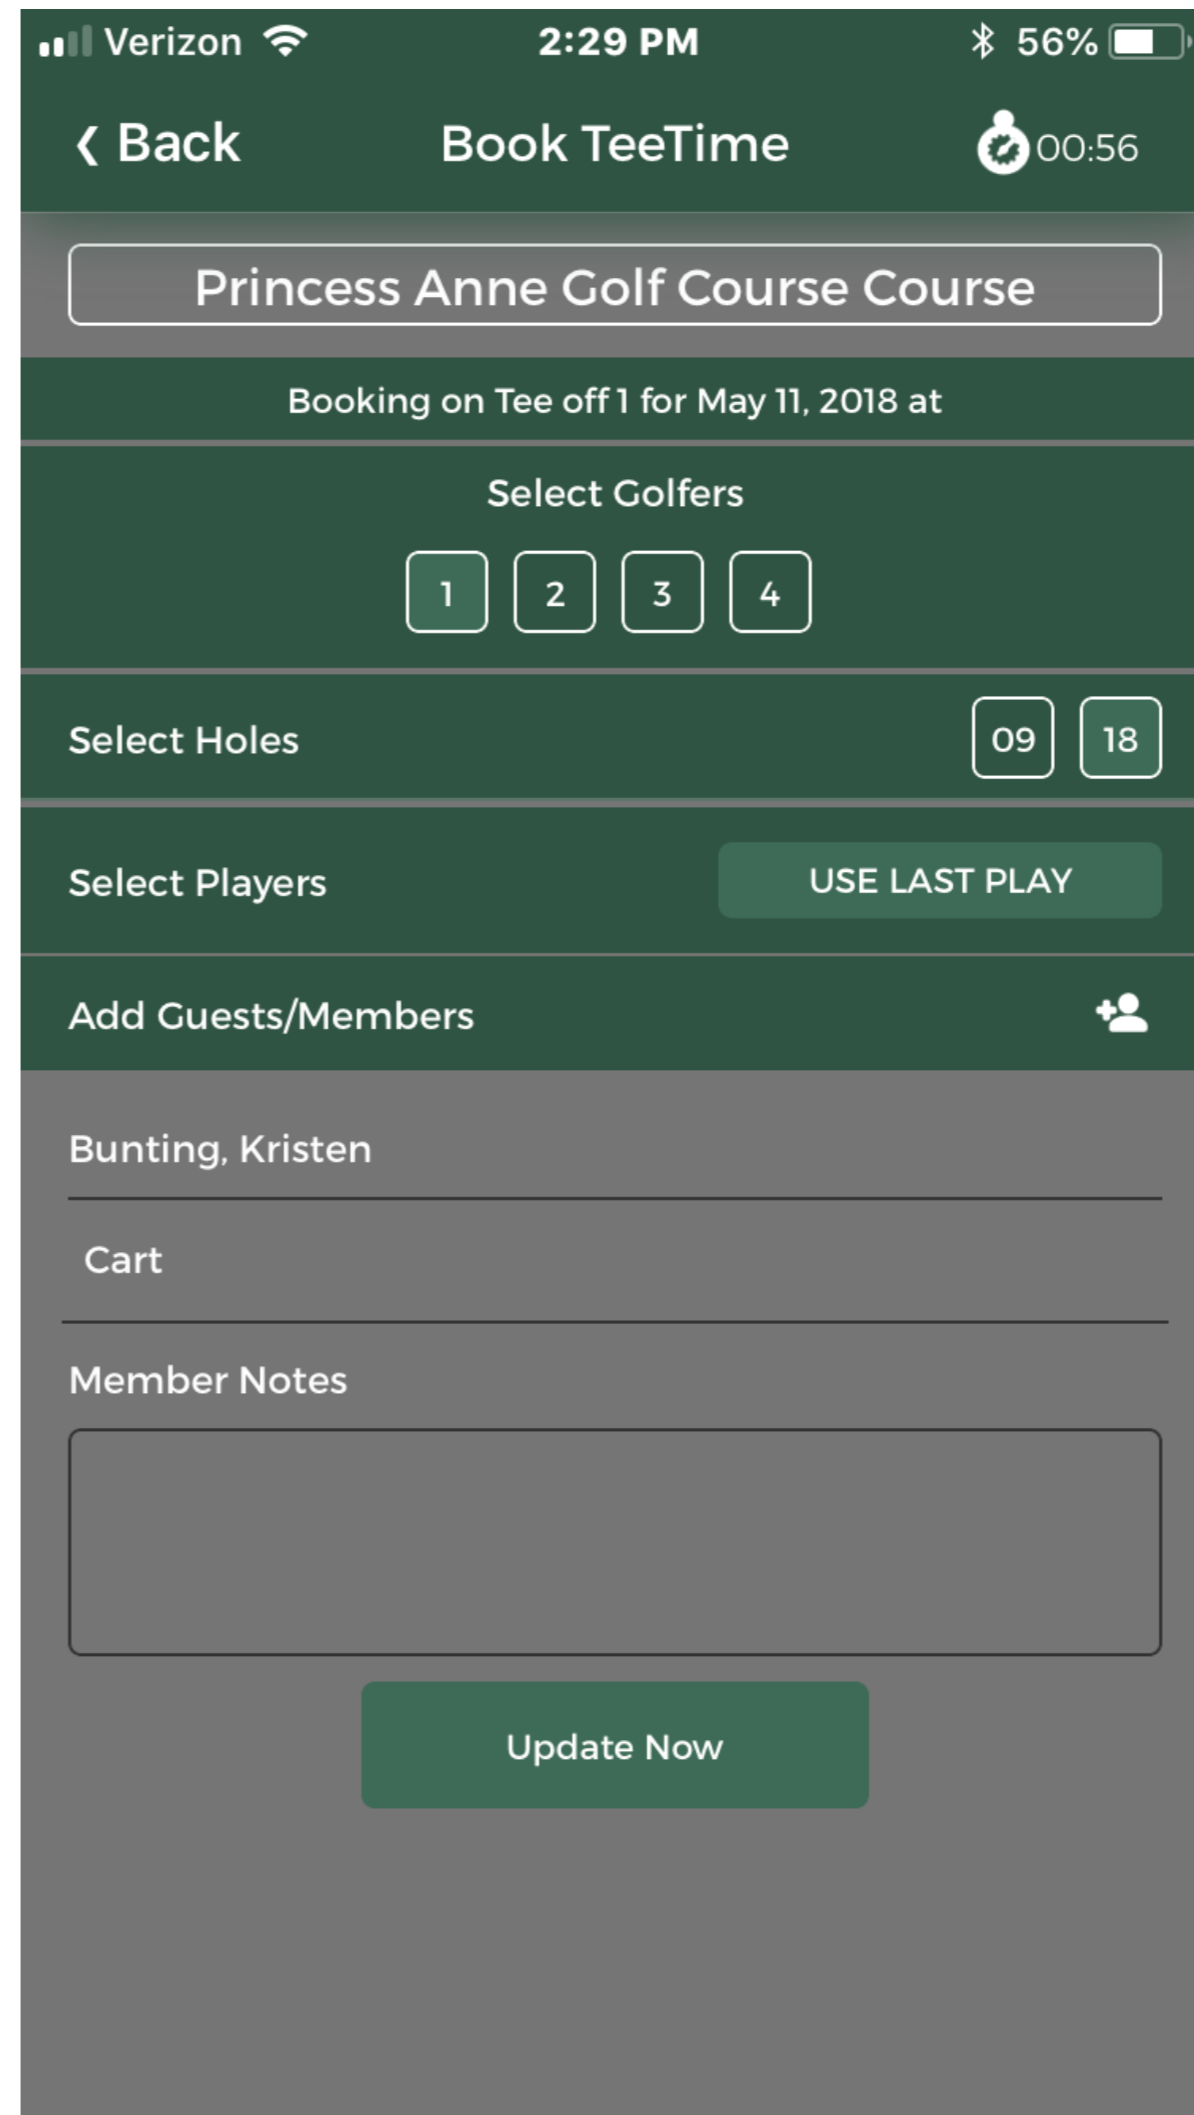 Verizon 2:29 PM 56%
Back Book TeeTime 00:56
Princess Anne Golf Course Course
Booking on Tee off 1 for May 11, 2018 at
Select Golfers
1 2 3 4
Select Holes 09 18
Select Players USE LAST PLAY
Add Guests/Members
Bunting, Kristen
Cart
Member Notes
Update Now